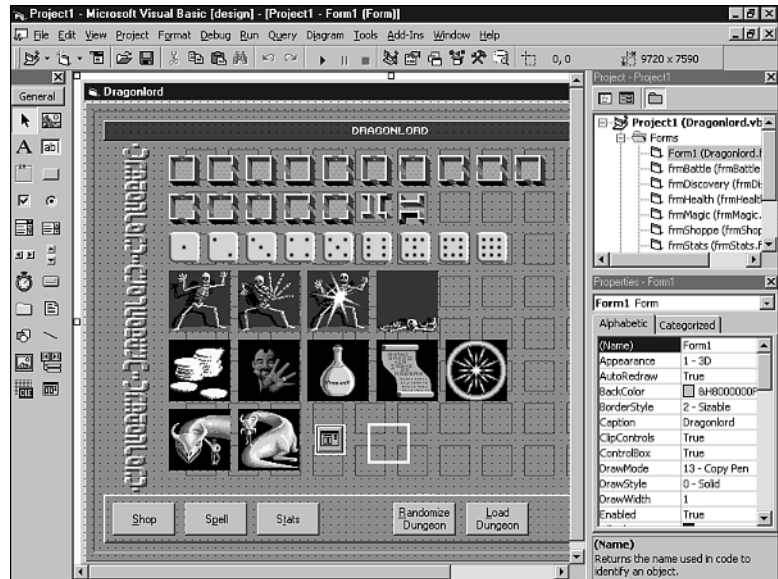 Project1 - Microsoft Visual Basic [design] - [Project1 - Form1 (Form)]
File Edit View Project Format Debug Run Query Diagram Tools Add-Ins Window Help
0, 0 9720 x 7590
General
Dragonlord
DRAGONLORD
Shop Spell Stats Randomize Dungeon Load Dungeon
Project - Project1
Project1 (Dragonlord.vb
Forms
Form1 (Dragonlord.f
frmBattle (frmBattle
frmDiscovery (frmDi
frmHealth (frmHealt
frmMagic (frmMagic.
frmShoppe (frmShop
frmStats (frmStats.f
Properties - Form1
Form1 Form
Alphabetic Categorized
(Name) Form1
Appearance 1 - 3D
AutoRedraw True
BackColor &H8000000F
BorderStyle 2 - Sizable
Caption Dragonlord
ClipControls True
ControlBox True
DrawMode 13 - Copy Pen
DrawStyle 0 - Solid
DrawWidth 1
Enabled True
(Name)
Returns the name used in code to
identify an object.